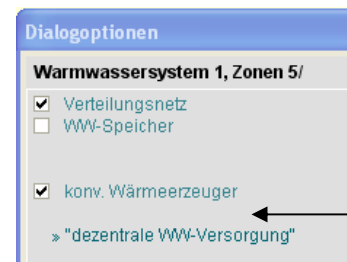 Dialogoptionen
Warmwassersystem 1, Zonen 5/
Verteilungsnetz
WW-Speicher
konv. Wärmeerzeuger
» "dezentrale WW-Versorgung"